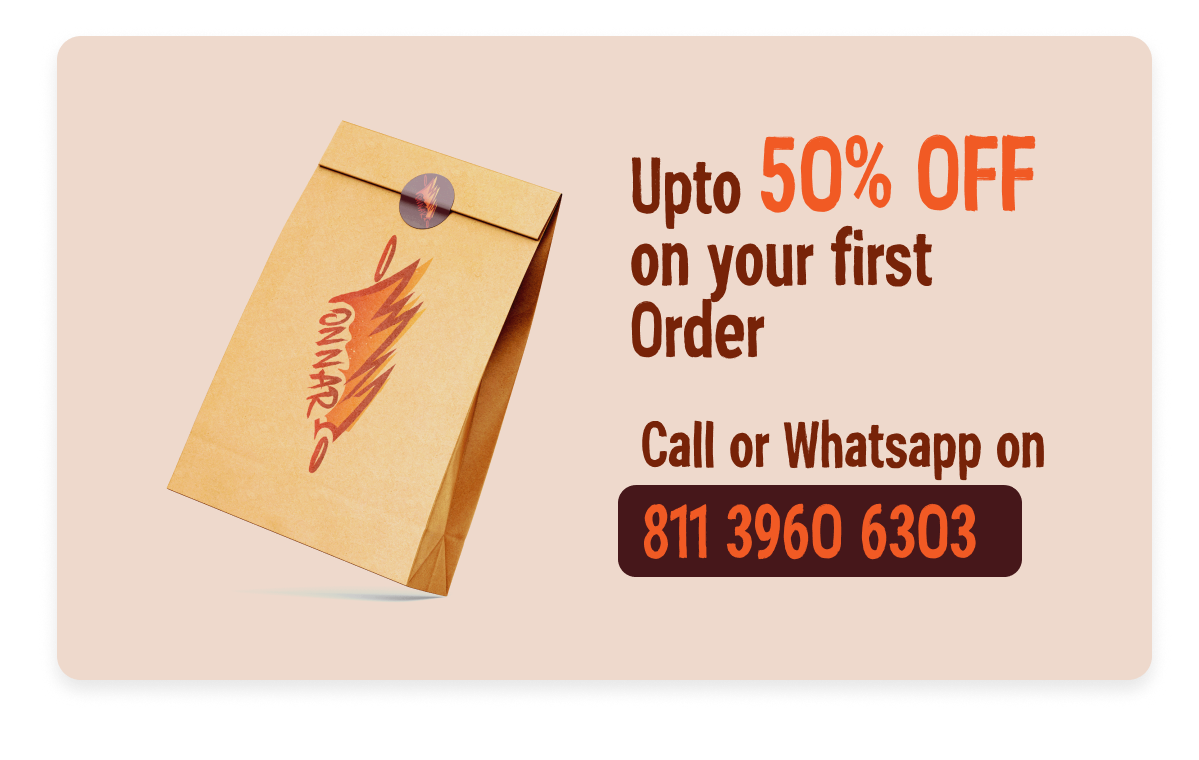 Upto 50% OFF
on your first
Order
Call or Whatsapp on
811 3960 6303